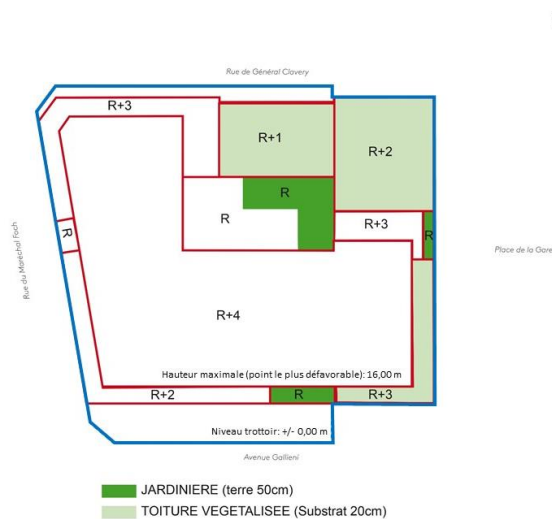 Rue de Général Clavery
R+3
R+1
R+2
R
R
R+3
R
R
Rue du Maréchal Foch
Place de la Gare
R+4
Hauteur maximale (point le plus défavorable): 16,00 m
R+2
R
R+3
Niveau trottoir: +/- 0,00 m
Avenue Gallieni
JARDINIERE (terre 50cm)
TOITURE VEGETALISEE (Substrat 20cm)